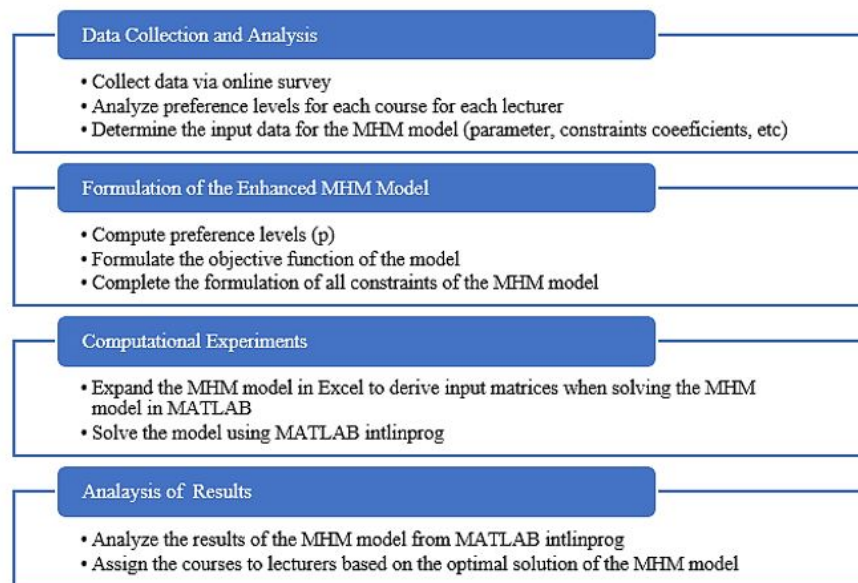 Data Collection and Analysis
• Collect data via online survey
• Analyze preference levels for each course for each lecturer
• Determine the input data for the MHM model (parameter, constraints coeeficients, etc)
Formulation of the Enhanced MHM Model
• Compute preference levels (p)
• Formulate the objective function of the model
• Complete the formulation of all constraints of the MHM model
Computational Experiments
• Expand the MHM model in Excel to derive input matrices when solving the MHM
model in MATLAB
• Solve the model using MATLAB intlinprog
Analaysis of Results
• Analyze the results of the MHM model from MATLAB intlinprog
• Assign the courses to lecturers based on the optimal solution of the MHM model